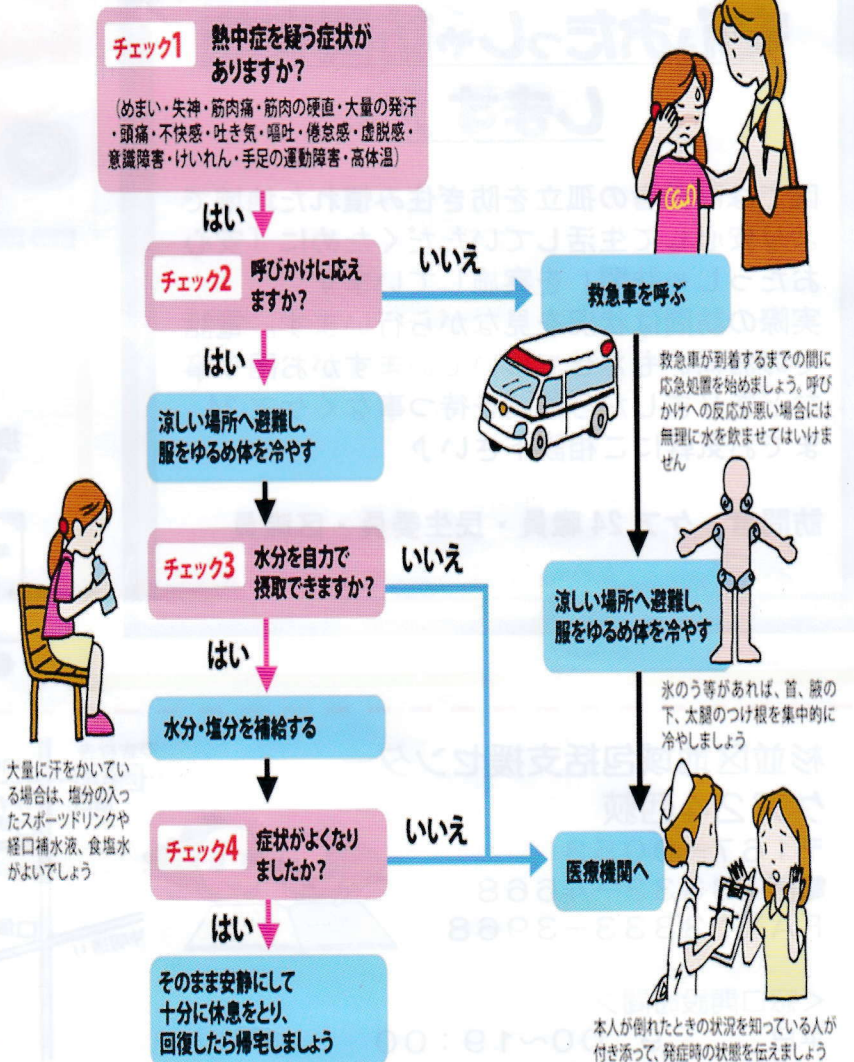 チェック1
熱中症を疑う症状が
ありますか？
（めまい・失神・筋肉痛・筋肉の硬直・大量の発汗
・頭痛・不快感・吐き気・嘔吐・倦怠感・虚脱感・
意識障害・けいれん・手足の運動障害・高体温）
はい
チェック2
呼びかけに応え
ますか？
いいえ
救急車を呼ぶ
はい
救急車が到着するまでの間に
応急処置を始めましょう。呼び
かけへの反応が悪い場合には
無理に水を飲ませてはいけま
せん
涼しい場所へ避難し、
服をゆるめ体を冷やす
チェック3
水分を自力で
摂取できますか？
いいえ
涼しい場所へ避難し、
服をゆるめ体を冷やす
はい
氷のう等があれば、首、腋の
下、太腿のつけ根を集中的に
冷やしましょう
水分・塩分を補給する
大量に汗をかいてい
る場合は、塩分の入っ
たスポーツドリンクや
経口補水液、食塩水
がよいでしょう
チェック4
症状がよくなり
ましたか？
いいえ
医療機関へ
はい
そのまま安静にして
十分に休息をとり、
回復したら帰宅しましょう
本人が倒れたときの状況を知っている人が
付き添って、発症時の状態を伝えましょう